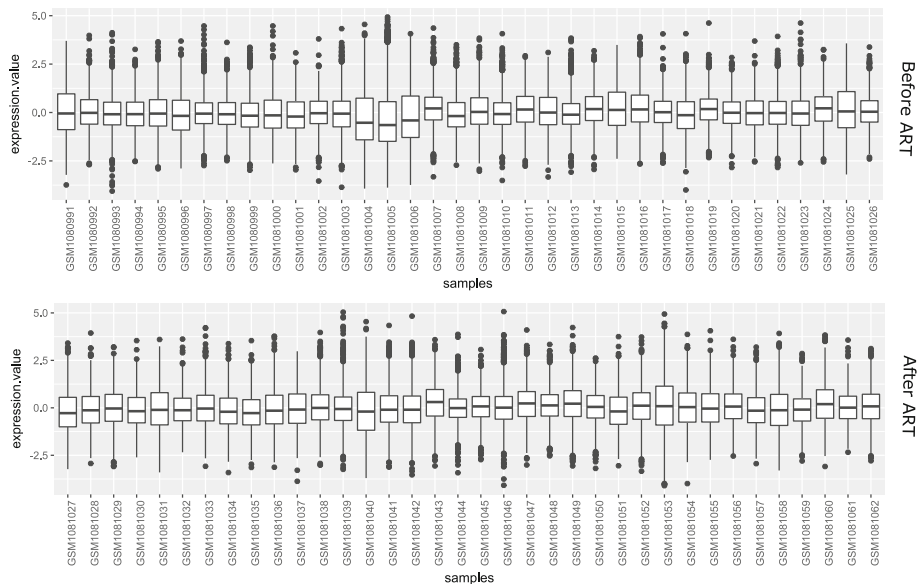 5.0
2.5
0.0
-2.5
expression.value
GSM1080991
GSM1080992
GSM1080993
GSM1080994
GSM1080995
GSM1080996
GSM1080997
GSM1080998
GSM1080999
GSM1081000
GSM1081001
GSM1081002
GSM1081003
GSM1081004
GSM1081005
GSM1081006
GSM1081007
GSM1081008
GSM1081009
GSM1081010
GSM1081011
GSM1081012
GSM1081013
GSM1081014
GSM1081015
GSM1081016
GSM1081017
GSM1081018
GSM1081019
GSM1081020
GSM1081021
GSM1081022
GSM1081023
GSM1081024
GSM1081025
GSM1081026
samples
Before ART
5.0
2.5
0.0
-2.5
expression.value
GSM1081027
GSM1081028
GSM1081029
GSM1081030
GSM1081031
GSM1081032
GSM1081033
GSM1081034
GSM1081035
GSM1081036
GSM1081037
GSM1081038
GSM1081039
GSM1081040
GSM1081041
GSM1081042
GSM1081043
GSM1081044
GSM1081045
GSM1081046
GSM1081047
GSM1081048
GSM1081049
GSM1081050
GSM1081051
GSM1081052
GSM1081053
GSM1081054
GSM1081055
GSM1081056
GSM1081057
GSM1081058
GSM1081059
GSM1081060
GSM1081061
GSM1081062
samples
After ART